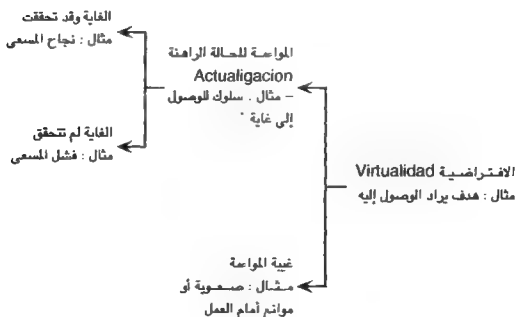 الافتراضية Virtualidad
مثال : هدف يراد الوصول إليه
المواءمة للحالة الراهنة
Actualigacion
– مثال . سلوك للوصول
إلى غاية
الغاية وقد تحققت
مثال : نجاح المسعى
الغاية لم تتحقق
مثال : فشل المسعى
غيبة المواءمة
مثال : صعوبة أو
موانع أمام العمل